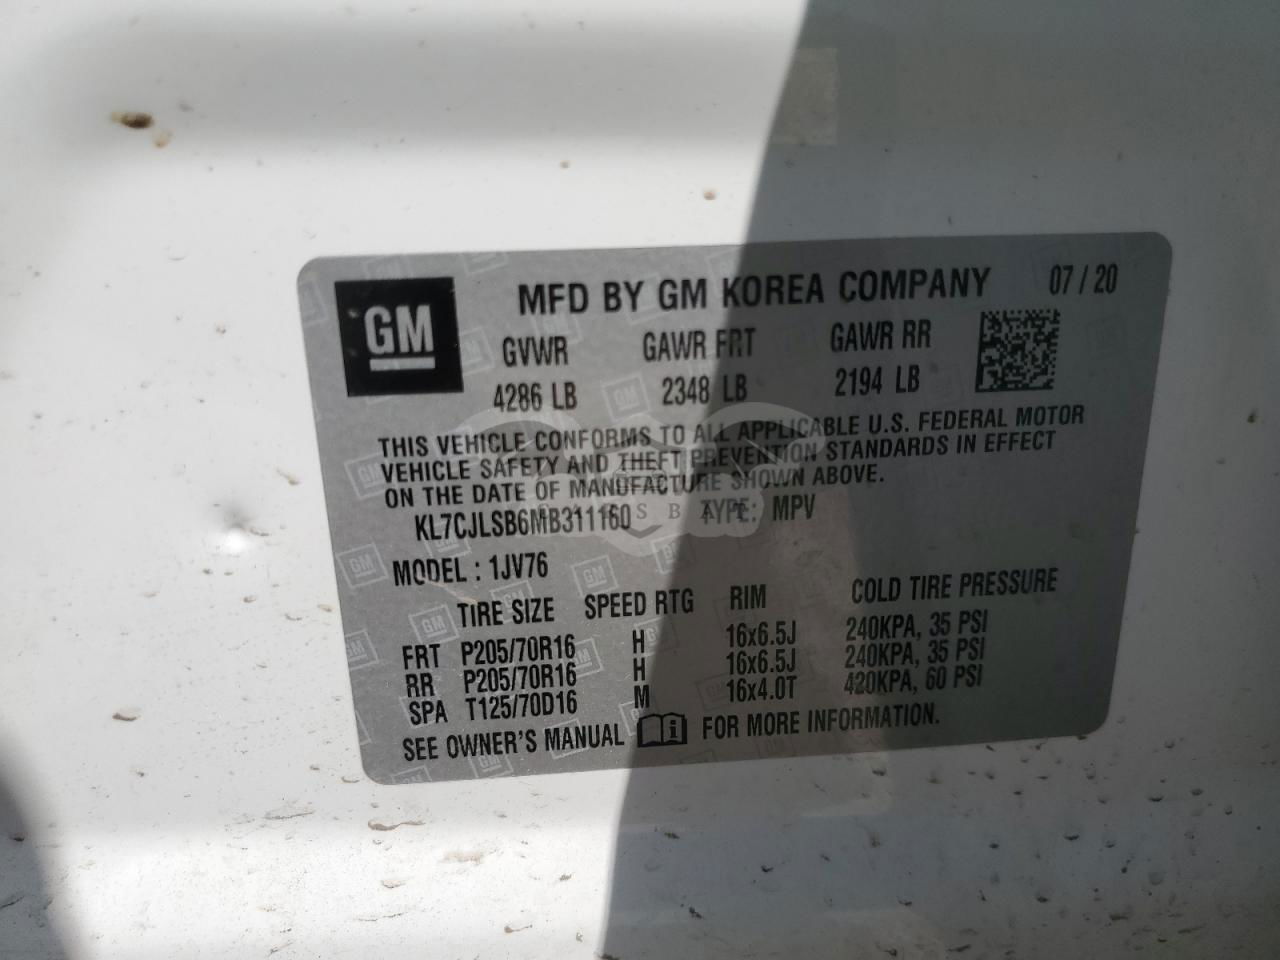 GM
MFD BY GM KOREA COMPANY 07 / 20
GVWR GAWR FRT GAWR RR
4286 LB 2348 LB 2194 LB
THIS VEHICLE CONFORMS TO ALL APPLICABLE U.S. FEDERAL MOTOR
VEHICLE SAFETY AND THEFT PREVENTION STANDARDS IN EFFECT
ON THE DATE OF MANUFACTURE SHOWN ABOVE.
KL7CJLSB6MB311160 TYPE: MPV
MODEL : 1JV76
TIRE SIZE SPEED RTG RIM COLD TIRE PRESSURE
FRT P205/70R16 H 16x6.5J 240KPA, 35 PSI
RR P205/70R16 H 16x6.5J 240KPA, 35 PSI
SPA T125/70D16 M 16x4.0T 420KPA, 60 PSI
SEE OWNER'S MANUAL FOR MORE INFORMATION.